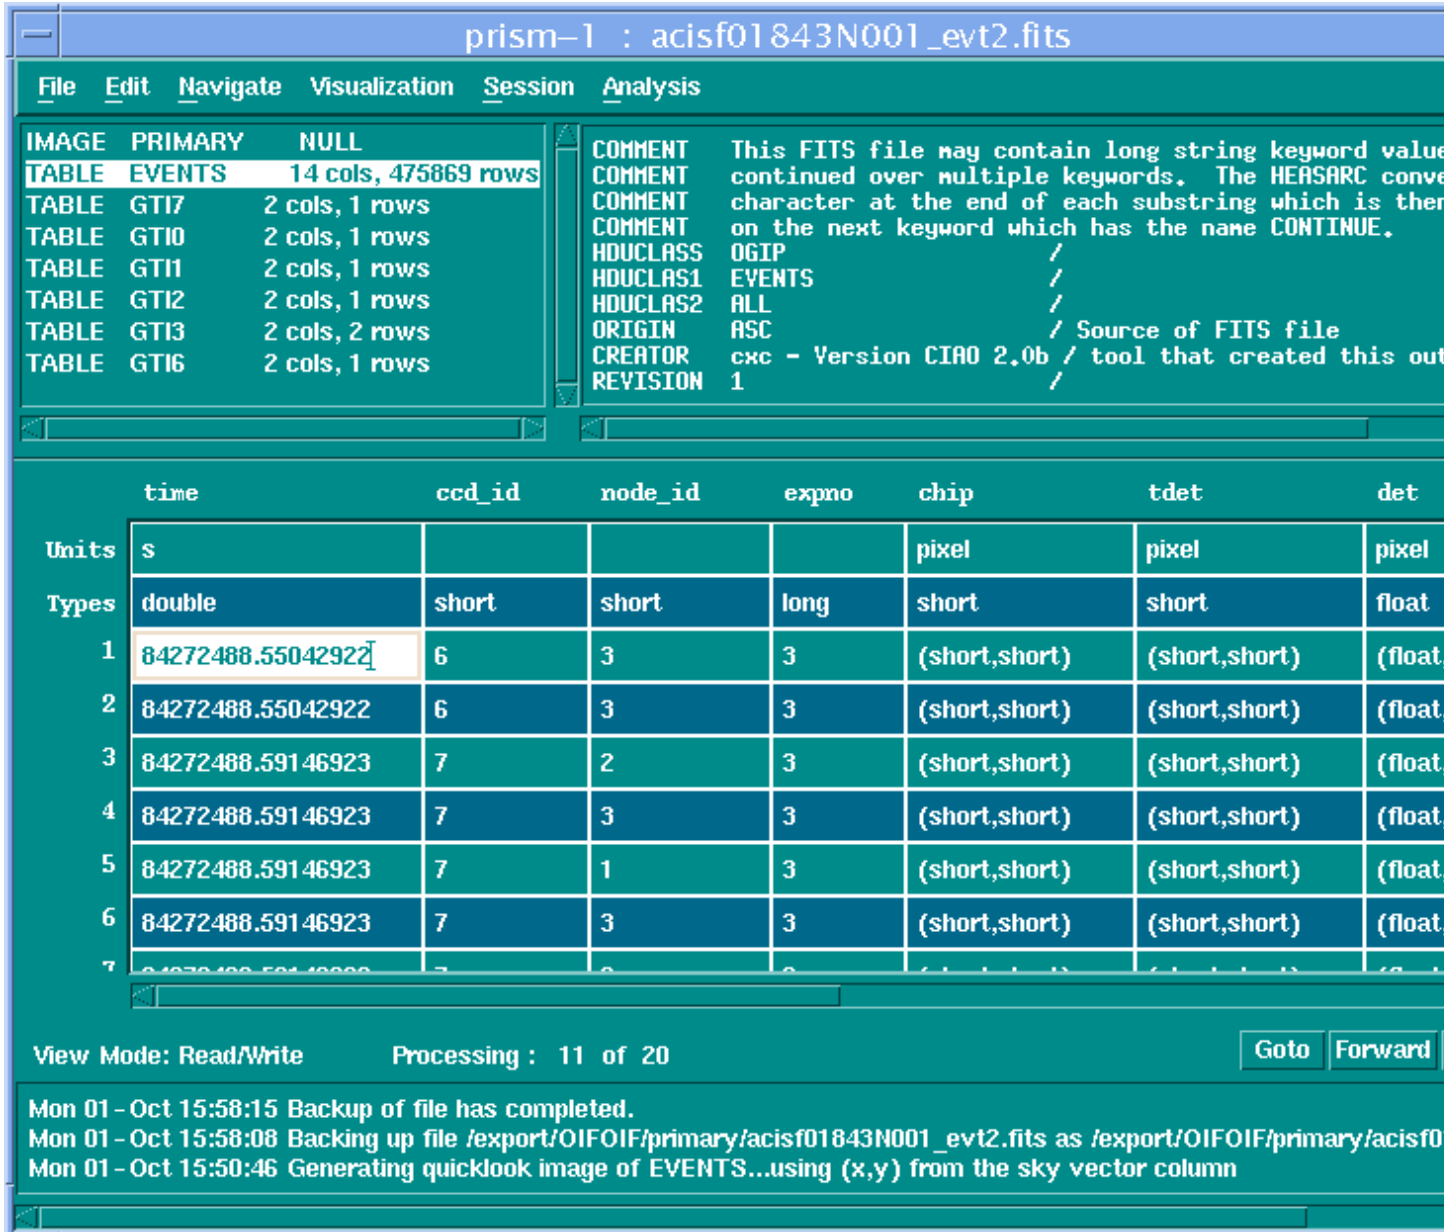 prism-1 : acisf01843N001_evt2.fits
File Edit Navigate Visualization Session Analysis
IMAGE PRIMARY NULL
TABLE EVENTS 14 cols, 475869 rows
TABLE GTI7 2 cols, 1 rows
TABLE GTI0 2 cols, 1 rows
TABLE GTI1 2 cols, 1 rows
TABLE GTI2 2 cols, 1 rows
TABLE GTI3 2 cols, 2 rows
TABLE GTI6 2 cols, 1 rows
COMMENT This FITS file may contain long string keyword value
COMMENT continued over multiple keywords. The HEASARC conve
COMMENT character at the end of each substring which is then
COMMENT on the next keyword which has the name CONTINUE.
HDUCLASS OGIP /
HDUCLAS1 EVENTS /
HDUCLAS2 ALL /
ORIGIN ASC / Source of FITS file
CREATOR cxc - Version CIAO 2.0b / tool that created this out
REVISION 1 /
time ccd_id node_id expno chip tdet det
Units s pixel pixel pixel
Types double short short long short short float
1 84272488.55042922 6 3 3 (short,short) (short,short) (float,
2 84272488.55042922 6 3 3 (short,short) (short,short) (float,
3 84272488.59146923 7 2 3 (short,short) (short,short) (float,
4 84272488.59146923 7 3 3 (short,short) (short,short) (float,
5 84272488.59146923 7 1 3 (short,short) (short,short) (float,
6 84272488.59146923 7 3 3 (short,short) (short,short) (float,
7
View Mode: Read/Write Processing : 11 of 20 Goto Forward
Mon 01-Oct 15:58:15 Backup of file has completed.
Mon 01-Oct 15:58:08 Backing up file /export/OIFOIF/primary/acisf01843N001_evt2.fits as /export/OIFOIF/primary/acisf0
Mon 01-Oct 15:50:46 Generating quicklook image of EVENTS...using (x,y) from the sky vector column